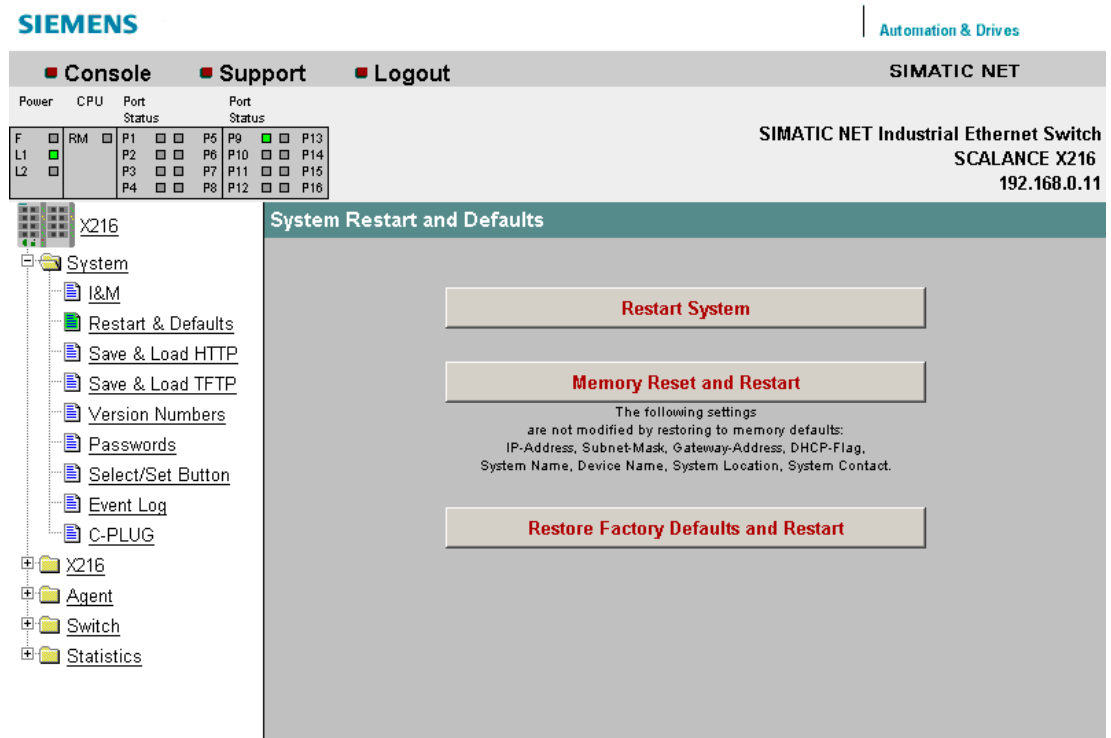 SIEMENS
Automation & Drives
Console Support Logout SIMATIC NET
Power CPU Port Status Port Status
F RM P1 P5 P9 P13
L1 P2 P6 P10 P14
L2 P3 P7 P11 P15
P4 P8 P12 P16
SIMATIC NET Industrial Ethernet Switch
SCALANCE X216
192.168.0.11
X216
System
I&M
Restart & Defaults
Save & Load HTTP
Save & Load TFTP
Version Numbers
Passwords
Select/Set Button
Event Log
C-PLUG
X216
Agent
Switch
Statistics
System Restart and Defaults
Restart System
Memory Reset and Restart
The following settings
are not modified by restoring to memory defaults:
IP-Address, Subnet-Mask, Gateway-Address, DHCP-Flag,
System Name, Device Name, System Location, System Contact.
Restore Factory Defaults and Restart